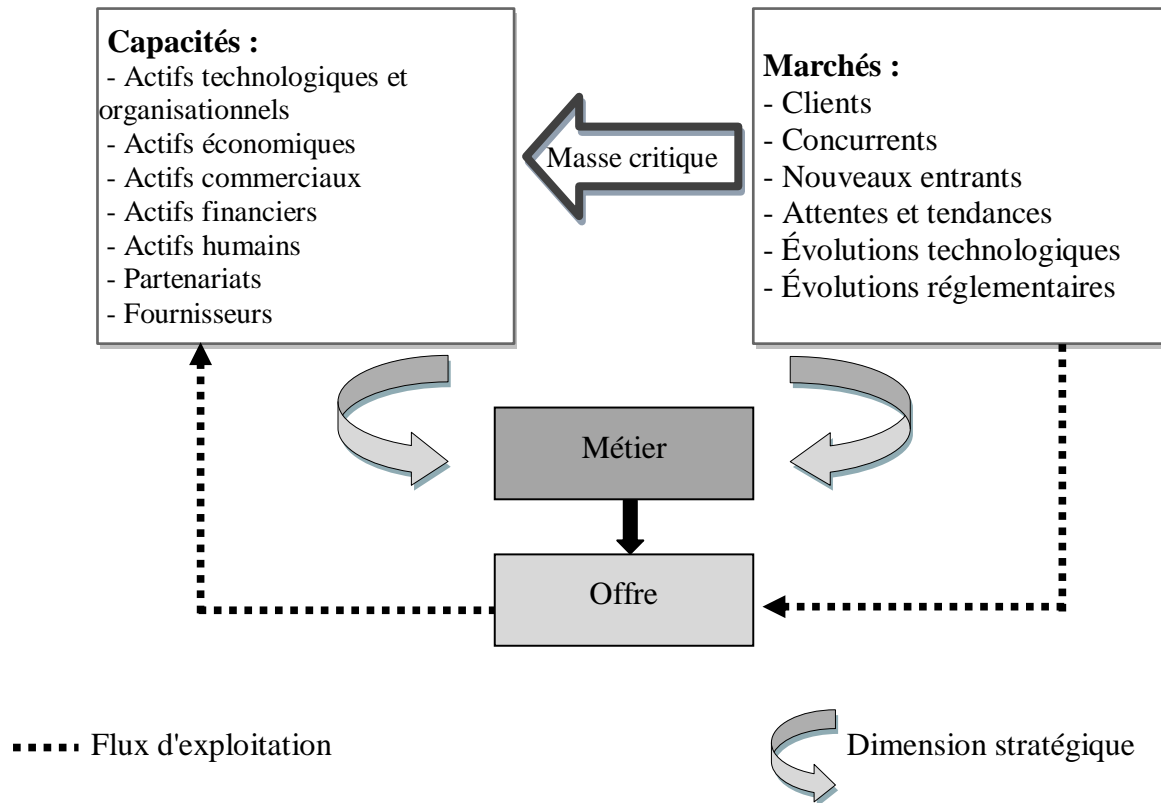 Capacités :
- Actifs technologiques et
organisationnels
- Actifs économiques
- Actifs commerciaux
- Actifs financiers
- Actifs humains
- Partenariats
- Fournisseurs
Masse critique
Marchés :
- Clients
- Concurrents
- Nouveaux entrants
- Attentes et tendances
- Évolutions technologiques
- Évolutions réglementaires
Métier
Offre
Flux d'exploitation
Dimension stratégique